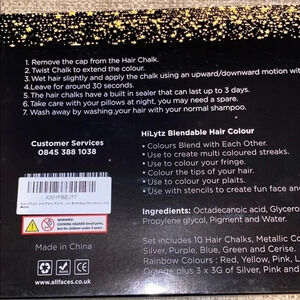 1. Remove the cap from the Hair Chalk.
2. Twist Chalk to extend the colour.
3. Wet hair slightly and apply the chalk using an upward/downward motion
4. Leave for around 30 seconds.
5. The hair chalks have a built in sealer that can last up to 3 days.
6. Take care with your pillows at night, you may need a spare.
7. Wash away by washing your hair with your normal shampoo.
Customer Services
0845 388 1038
HiLytz Blendable Hair Colour
• Colours Blend with Each Other.
• Use to create multi coloured streaks.
• Use to colour your fringe.
• Colour the tips of your hair.
• Use to colour your plaits.
• Use with stencils to create fun face and
X001PBEJT7
WARNING:
Ingredients: Octadecanoic acid,
Propylene glycol, Pigment and Water.
Made in China
www.allfaces.co.uk
Set includes 10 Hair Chalks, Metallic
Silver, Purple, Blue, Green and Cerise.
Rainbow Colours: Red, Yellow, Pink,
Orange plus 3 x 3G of Silver, Pink and